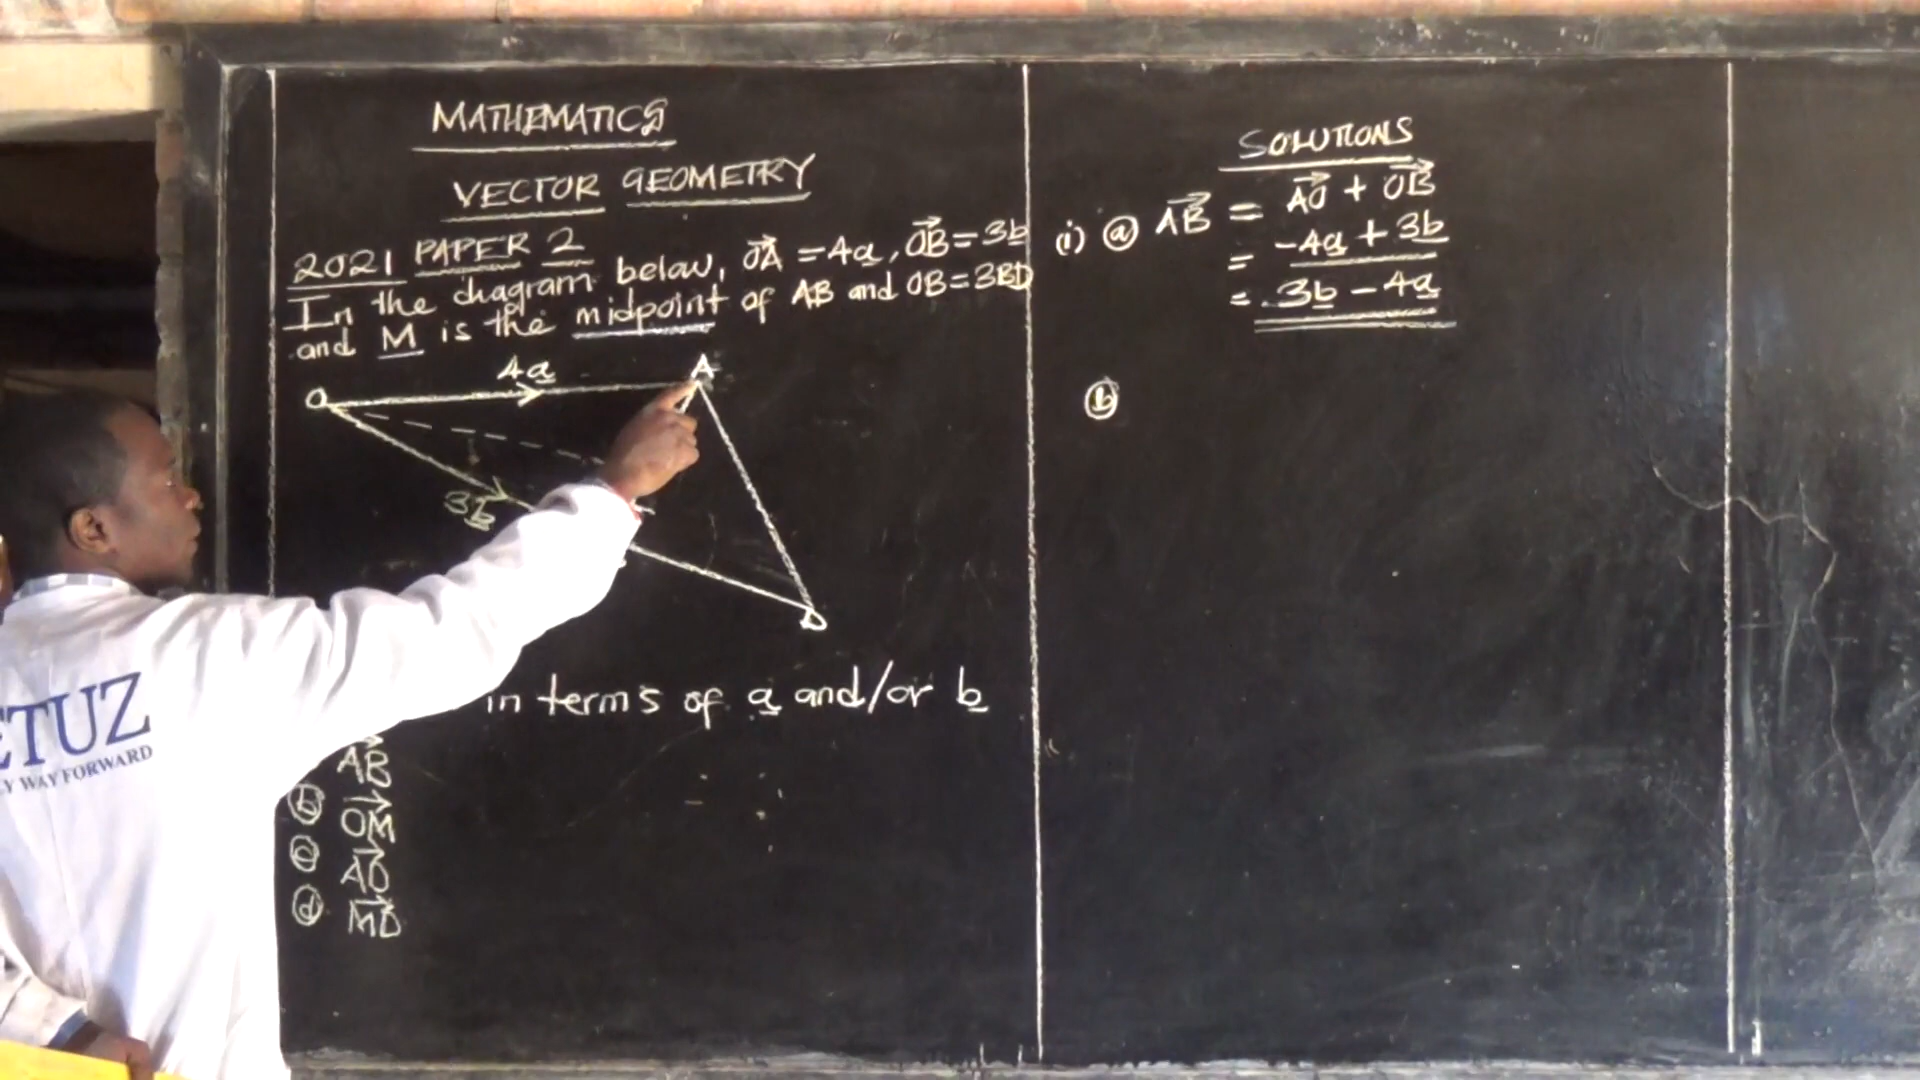 MATHEMATICS
VECTOR GEOMETRY
2021 PAPER 2
In the diagram below, OA = 4a, OB = 3b
and M is the midpoint of AB and OB = 3BD
4a
A
O
3b
D
in terms of a and/or b
AB
b OM
c AD
d MD
SOLUTIONS
(i) a AB = AO + OB
= -4a + 3b
= 3b - 4a
b
ETUZ
Y WAY FORWARD